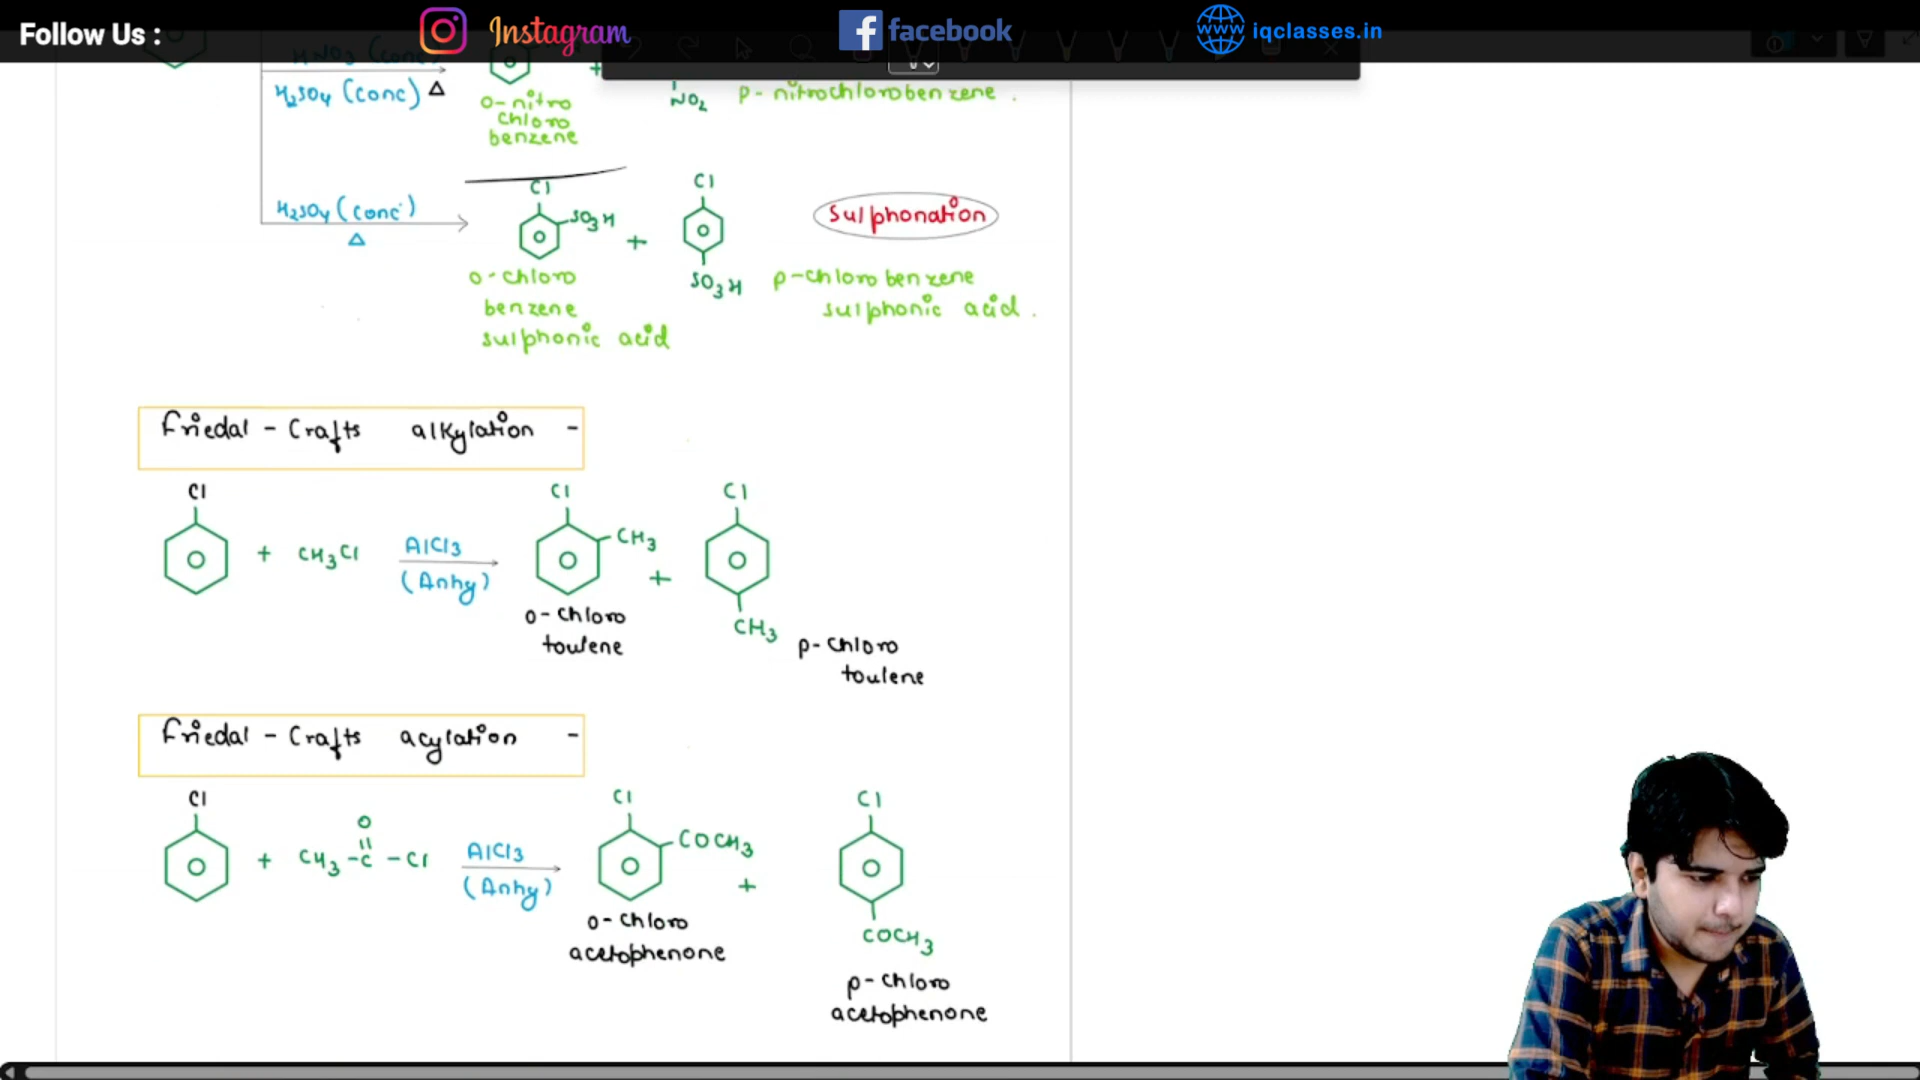 Follow Us :
Instagram
facebook
iqclasses.in
HNO3 (conc)
H2SO4 (conc) Δ
+
o-nitro
chloro
benzene
NO2
p-nitrochlorobenzene .
H2SO4 (conc)
Δ
Cl
SO3H
+
Cl
SO3H
Sulphonation
o-chloro
benzene
sulphonic acid
p-chlorobenzene
sulphonic acid .
Friedal - Crafts alkylation -
Cl
+ CH3Cl
AlCl3
(Anhy)
Cl
CH3
+
Cl
CH3
o-chloro
toulene
p-chloro
toulene
Friedal - Crafts acylation -
Cl
+ CH3 -C -Cl
O
AlCl3
(Anhy)
Cl
COCH3
+
Cl
COCH3
o-chloro
acetophenone
p-chloro
acetophenone